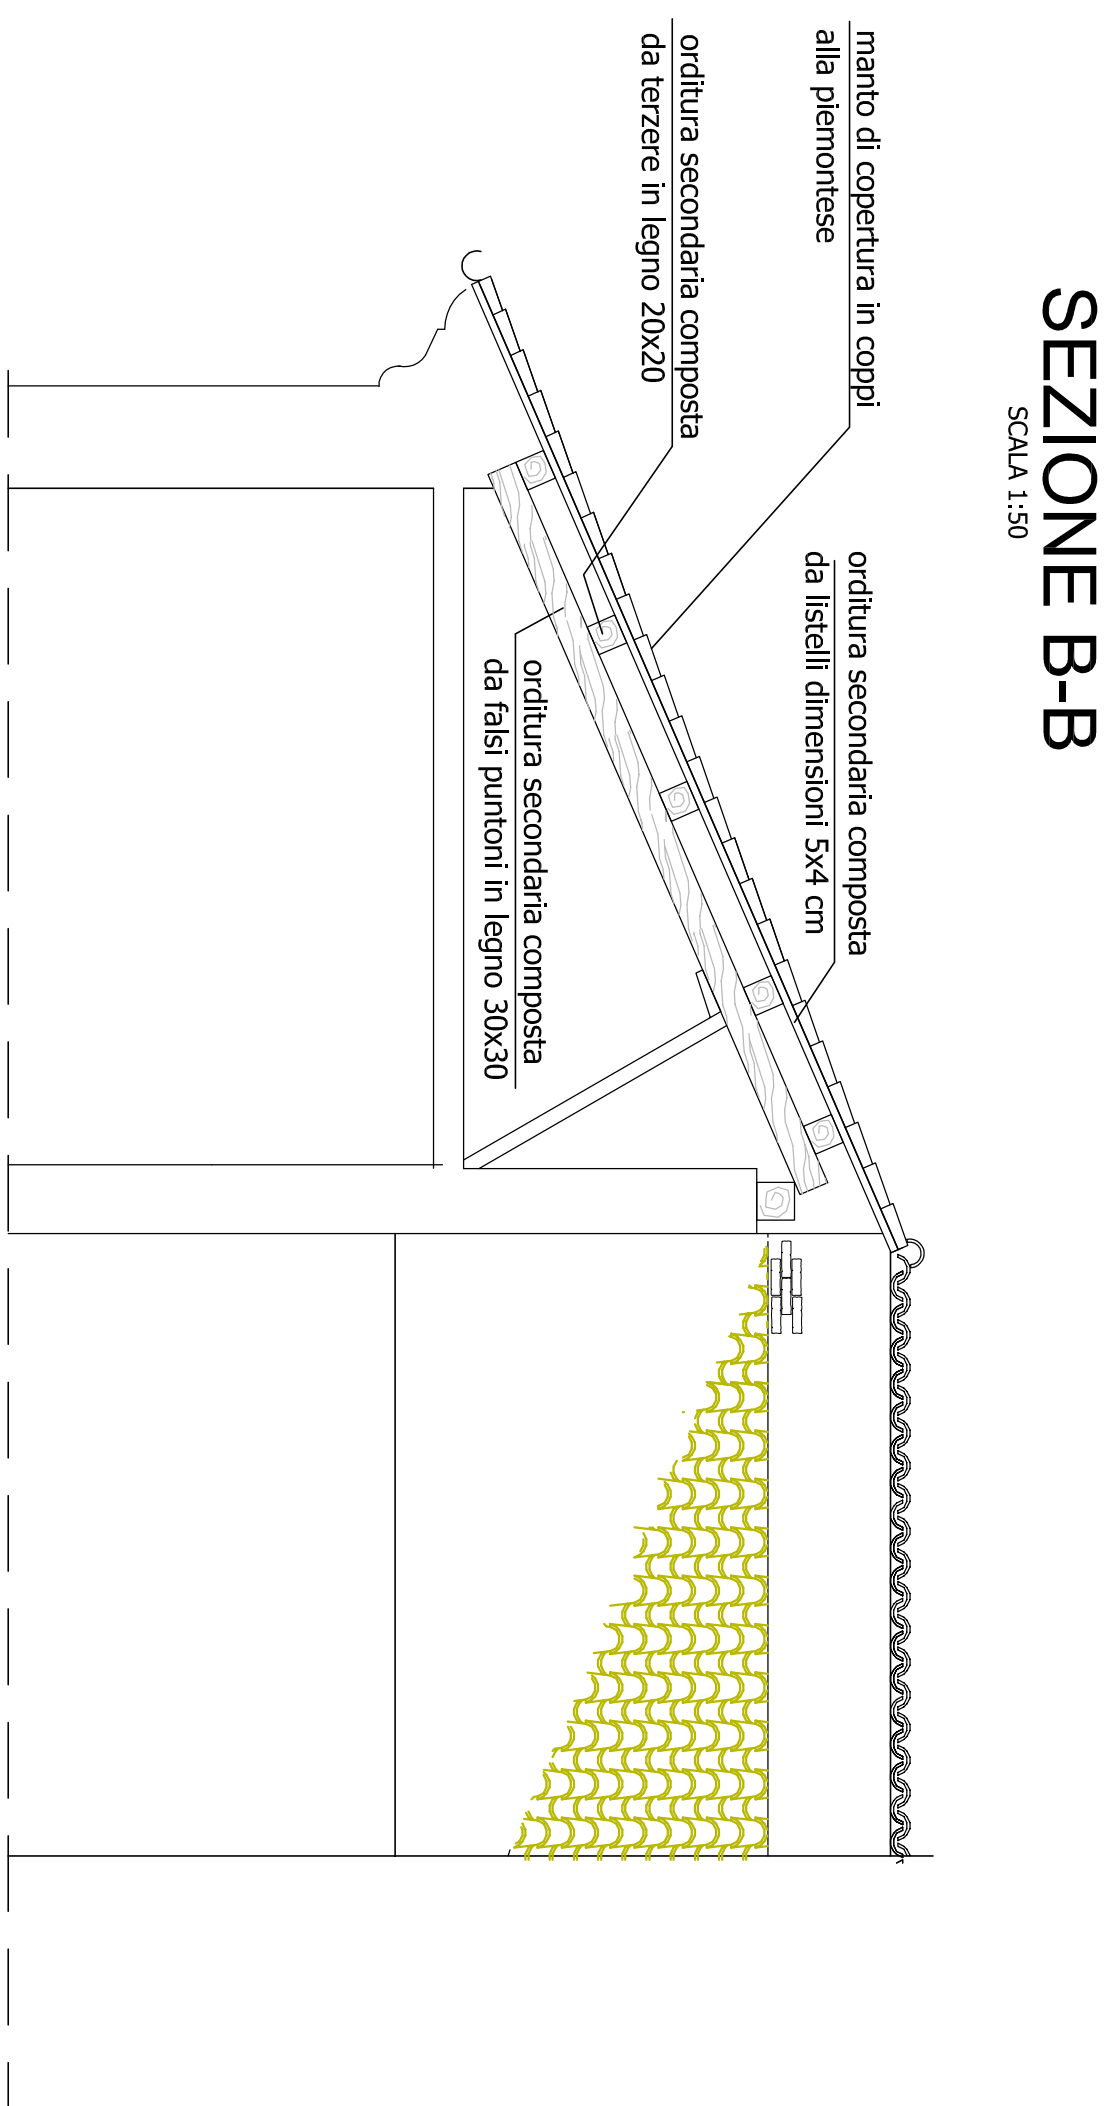 SEZIONE B-B
SCALA 1:50
manto di copertura in coppi
alla piemontese
orditura secondaria composta
da terzere in legno 20x20
orditura secondaria composta
da listelli dimensioni 5x4 cm
orditura secondaria composta
da falsi puntoni in legno 30x30